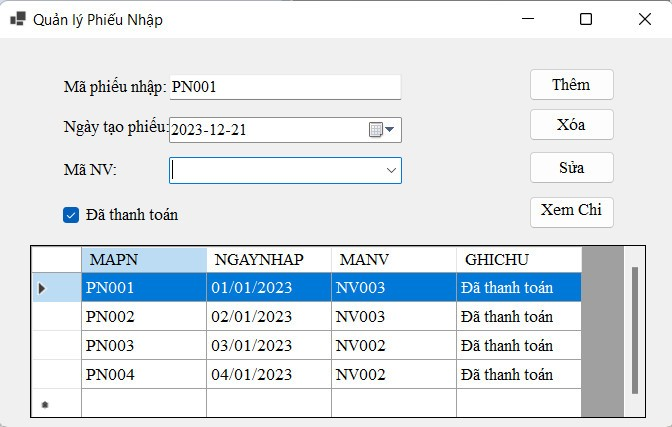 Quản lý Phiếu Nhập
Mã phiếu nhập: PN001
Thêm
Ngày tạo phiếu: 2023-12-21
Xóa
Mã NV:
Sửa
Đã thanh toán
Xem Chi
MAPN NGAYNHAP MANV GHICHU
PN001 01/01/2023 NV003 Đã thanh toán
PN002 02/01/2023 NV003 Đã thanh toán
PN003 03/01/2023 NV002 Đã thanh toán
PN004 04/01/2023 NV002 Đã thanh toán